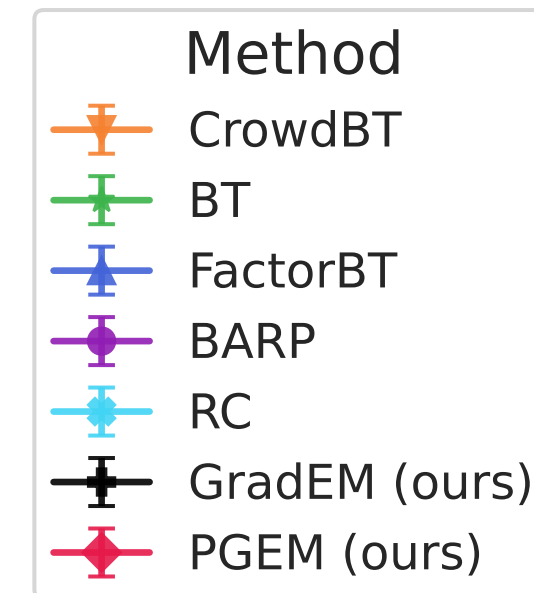 Method
CrowdBT
BT
FactorBT
BARP
RC
GradEM (ours)
PGEM (ours)